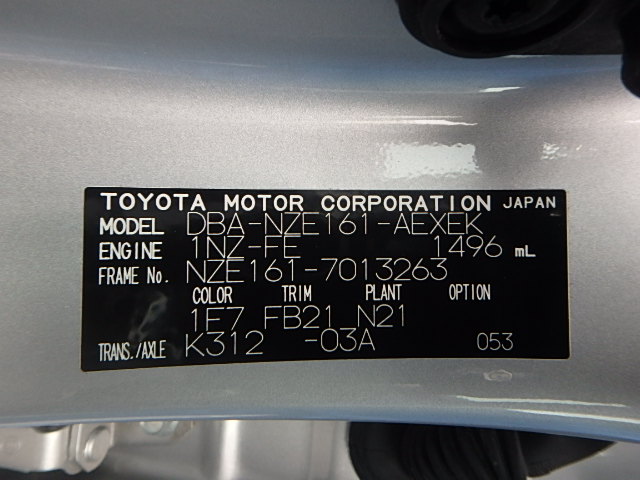 TOYOTA MOTOR CORPORATION JAPAN
MODEL DBA-NZE161-AEXEK
ENGINE 1NZ-FE 1496 mL
FRAME No. NZE161-7013263
COLOR TRIM PLANT OPTION
1F7 FB21 N21
TRANS./AXLE K312 -03A 053